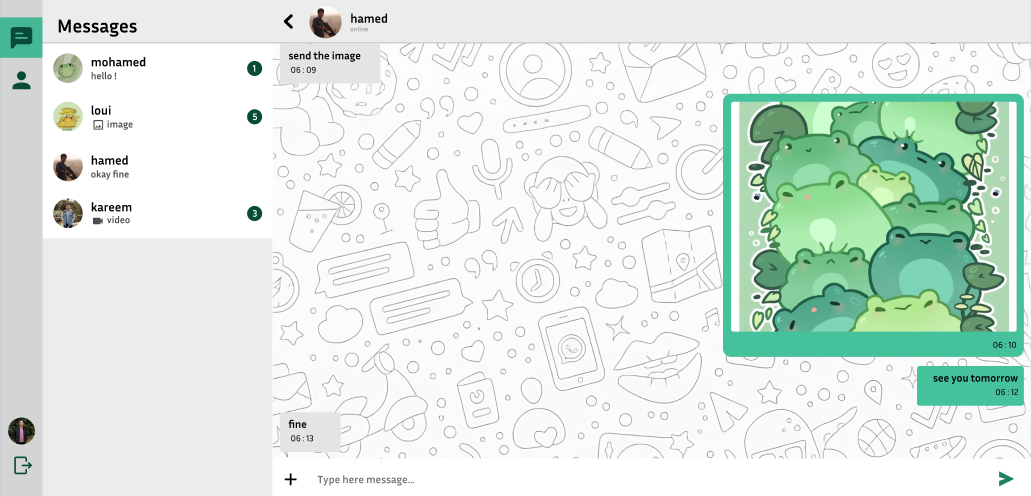 Messages
mohamed
hello !
1
loui
image
5
hamed
okay fine
kareem
video
3
hamed
online
send the image
06 : 09
06 : 10
see you tomorrow
06 : 12
fine
06 : 13
Type here message...